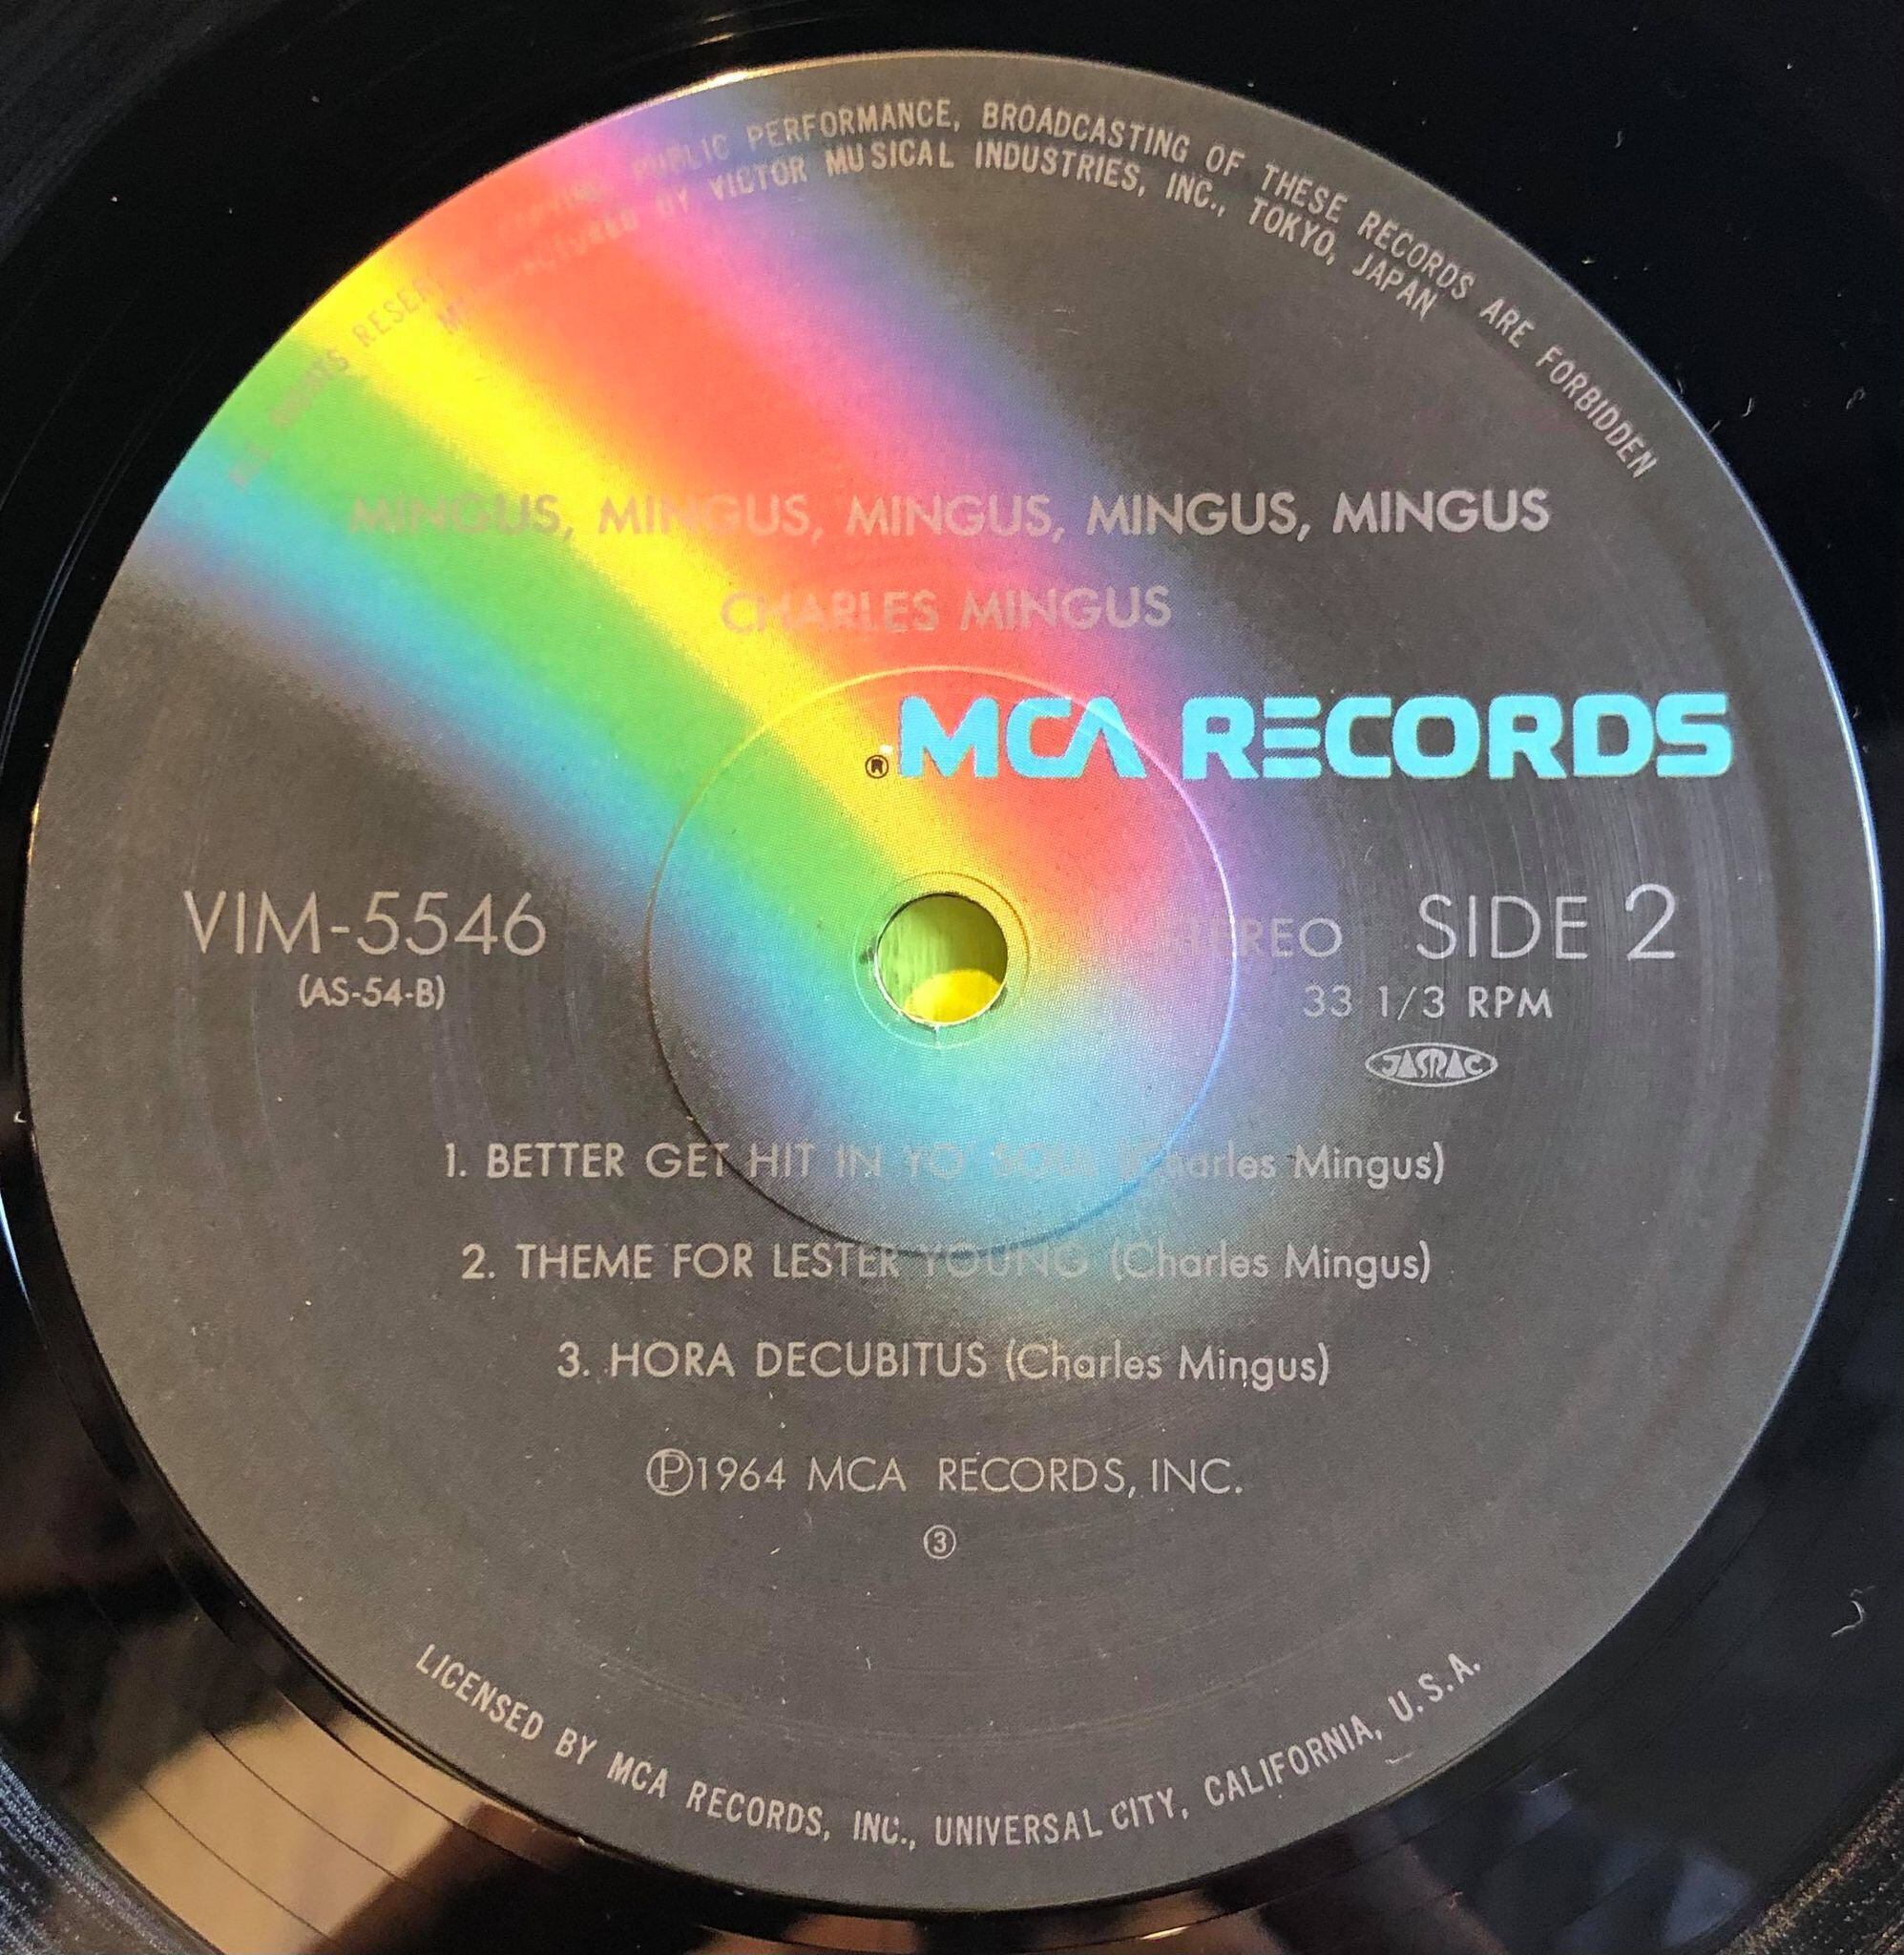 ALL RIGHTS RESERVED COPYING, PUBLIC PERFORMANCE, BROADCASTING OF THESE RECORDS ARE FORBIDDEN
MANUFACTURED BY VICTOR MUSICAL INDUSTRIES, INC., TOKYO, JAPAN
MINGUS, MINGUS, MINGUS, MINGUS, MINGUS
CHARLES MINGUS
®MCA RECORDS
VIM-5546
(AS-54-B)
STEREO SIDE 2
33 1/3 RPM
JASRAC
1. BETTER GET HIT IN YO' SOUL (Charles Mingus)
2. THEME FOR LESTER YOUNG (Charles Mingus)
3. HORA DECUBITUS (Charles Mingus)
Ⓟ1964 MCA RECORDS, INC.
③
LICENSED BY MCA RECORDS, INC., UNIVERSAL CITY, CALIFORNIA, U.S.A.